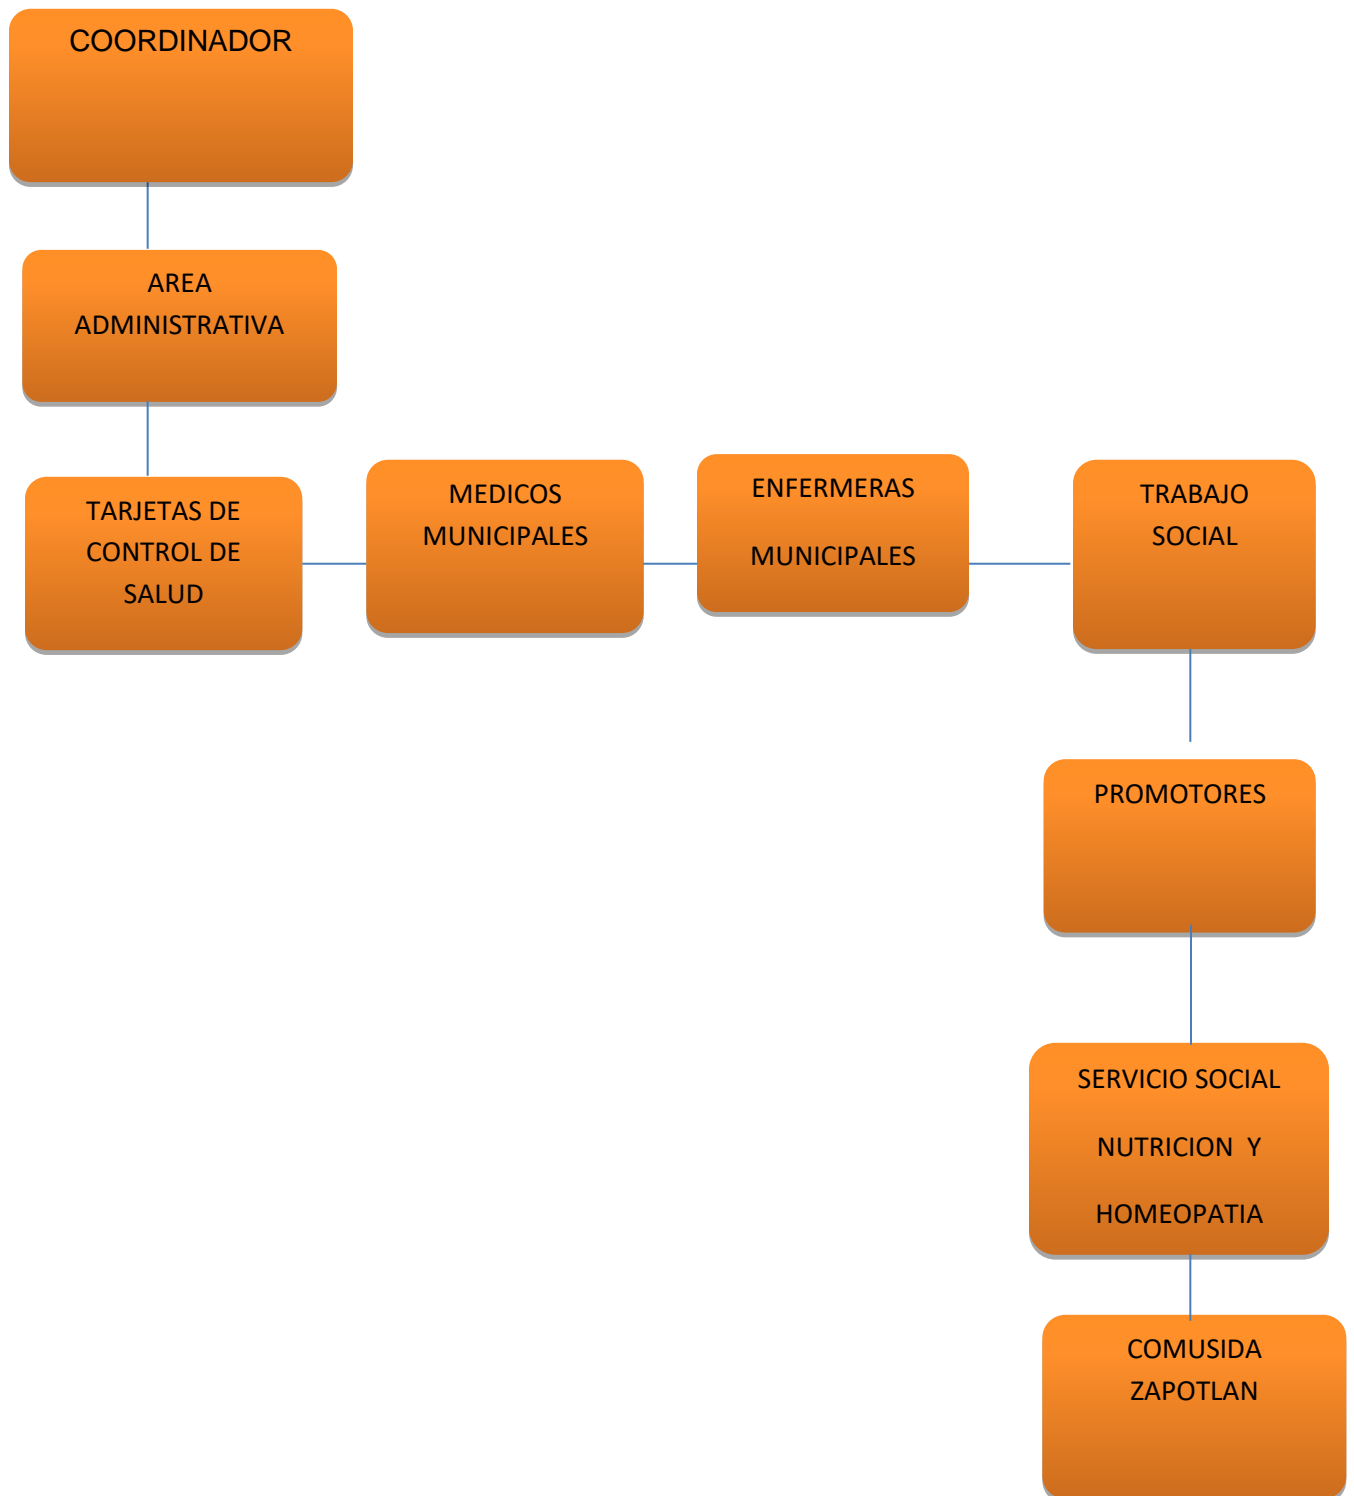 COORDINADOR
AREA
ADMINISTRATIVA
TARJETAS DE
CONTROL DE
SALUD
MEDICOS
MUNICIPALES
ENFERMERAS
MUNICIPALES
TRABAJO
SOCIAL
PROMOTORES
SERVICIO SOCIAL
NUTRICION Y
HOMEOPATIA
COMUSIDA
ZAPOTLAN